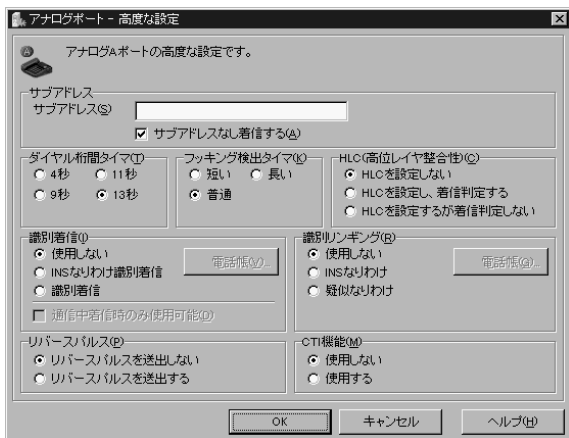 アナログポート - 高度な設定
アナログAポートの高度な設定です。
サブアドレス
サブアドレス(S)
サブアドレスなし着信する(A)
ダイヤル桁間タイマ(T)
4秒 11秒
9秒 13秒
フッキング検出タイマ(K)
短い 長い
普通
HLC(高位レイヤ整合性)(C)
HLCを設定しない
HLCを設定し、着信判定する
HLCを設定するが着信判定しない
識別着信(I)
使用しない
INSなりわけ識別着信
識別着信
電話帳(V)...
通信中着信時のみ使用可能(O)
識別リンギング(R)
使用しない
INSなりわけ
疑似なりわけ
電話帳(G)...
リバースパルス(P)
リバースパルスを送出しない
リバースパルスを送出する
CTI機能(M)
使用しない
使用する
OK キャンセル ヘルプ(H)